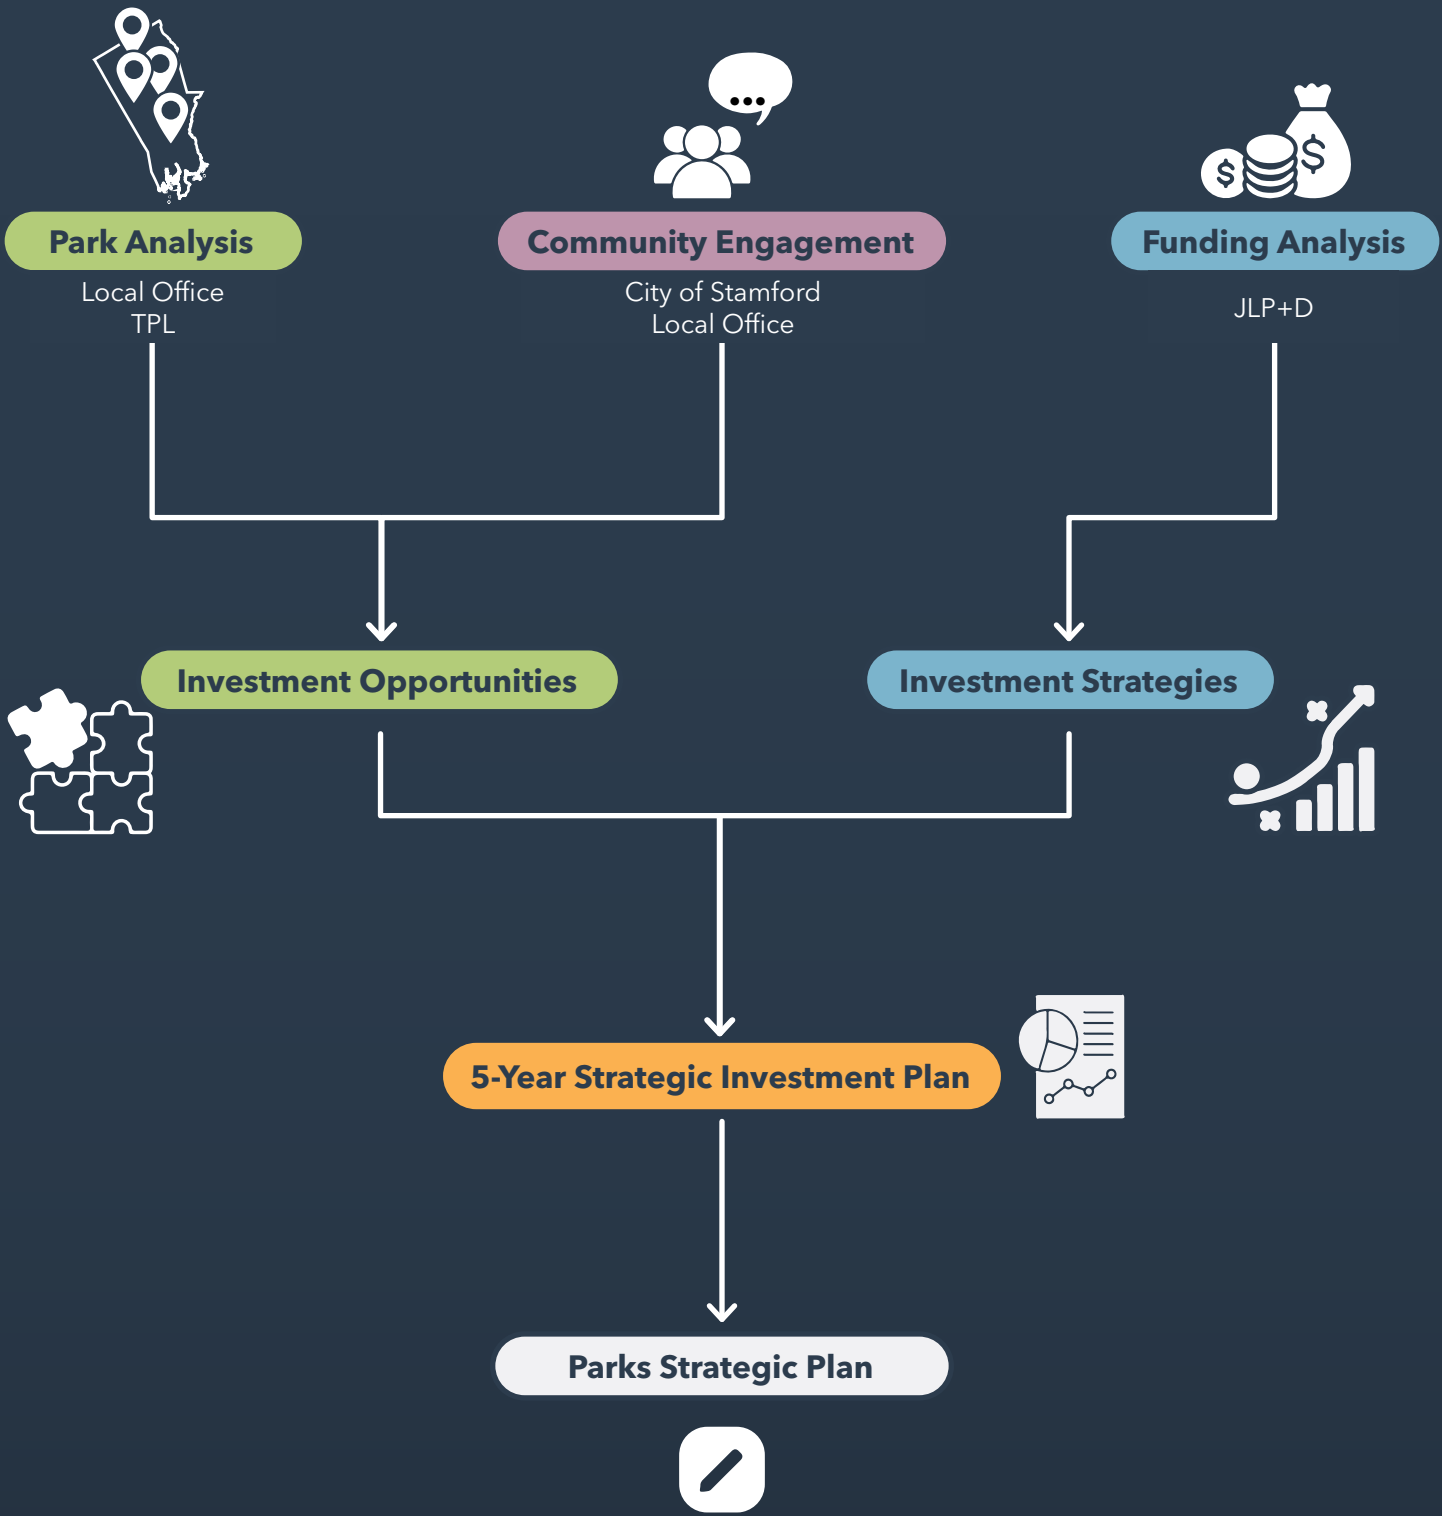 Park Analysis
Local Office
TPL
Community Engagement
City of Stamford
Local Office
Funding Analysis
JLP+D
Investment Opportunities
Investment Strategies
5-Year Strategic Investment Plan
Parks Strategic Plan